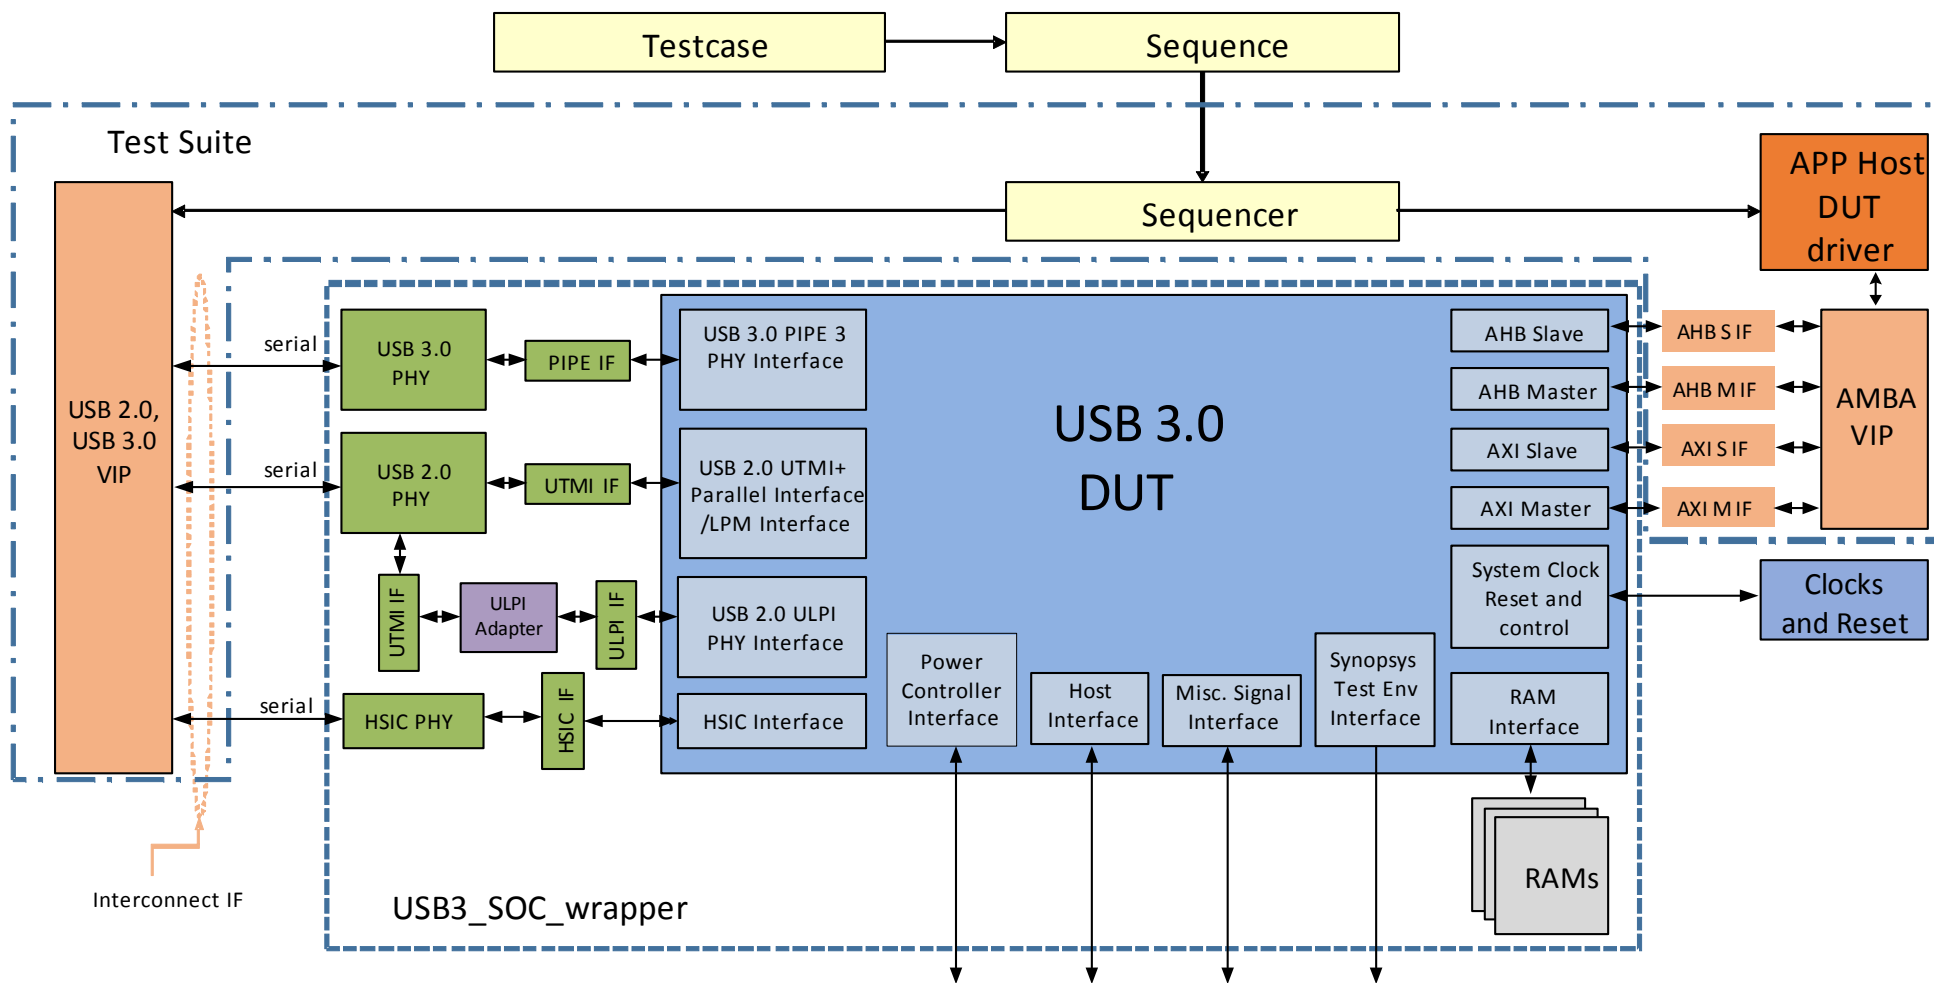 Testcase
Sequence
Test Suite
Sequencer
APP Host
DUT
driver
USB 2.0,
USB 3.0
VIP
serial
USB 3.0
PHY
PIPE IF
USB 3.0 PIPE 3
PHY Interface
serial
USB 2.0
PHY
UTMI IF
USB 2.0 UTMI+
Parallel Interface
/LPM Interface
UTMI IF
ULPI
Adapter
ULPI IF
USB 2.0 ULPI
PHY Interface
serial
HSIC PHY
HSIC IF
HSIC Interface
USB 3.0
DUT
Power
Controller
Interface
Host
Interface
Misc. Signal
Interface
Synopsys
Test Env
Interface
AHB Slave
AHB Master
AXI Slave
AXI Master
System Clock
Reset and
control
RAM
Interface
AHB S IF
AHB M IF
AXI S IF
AXI M IF
AMBA
VIP
Clocks
and Reset
RAMs
Interconnect IF
USB3_SOC_wrapper